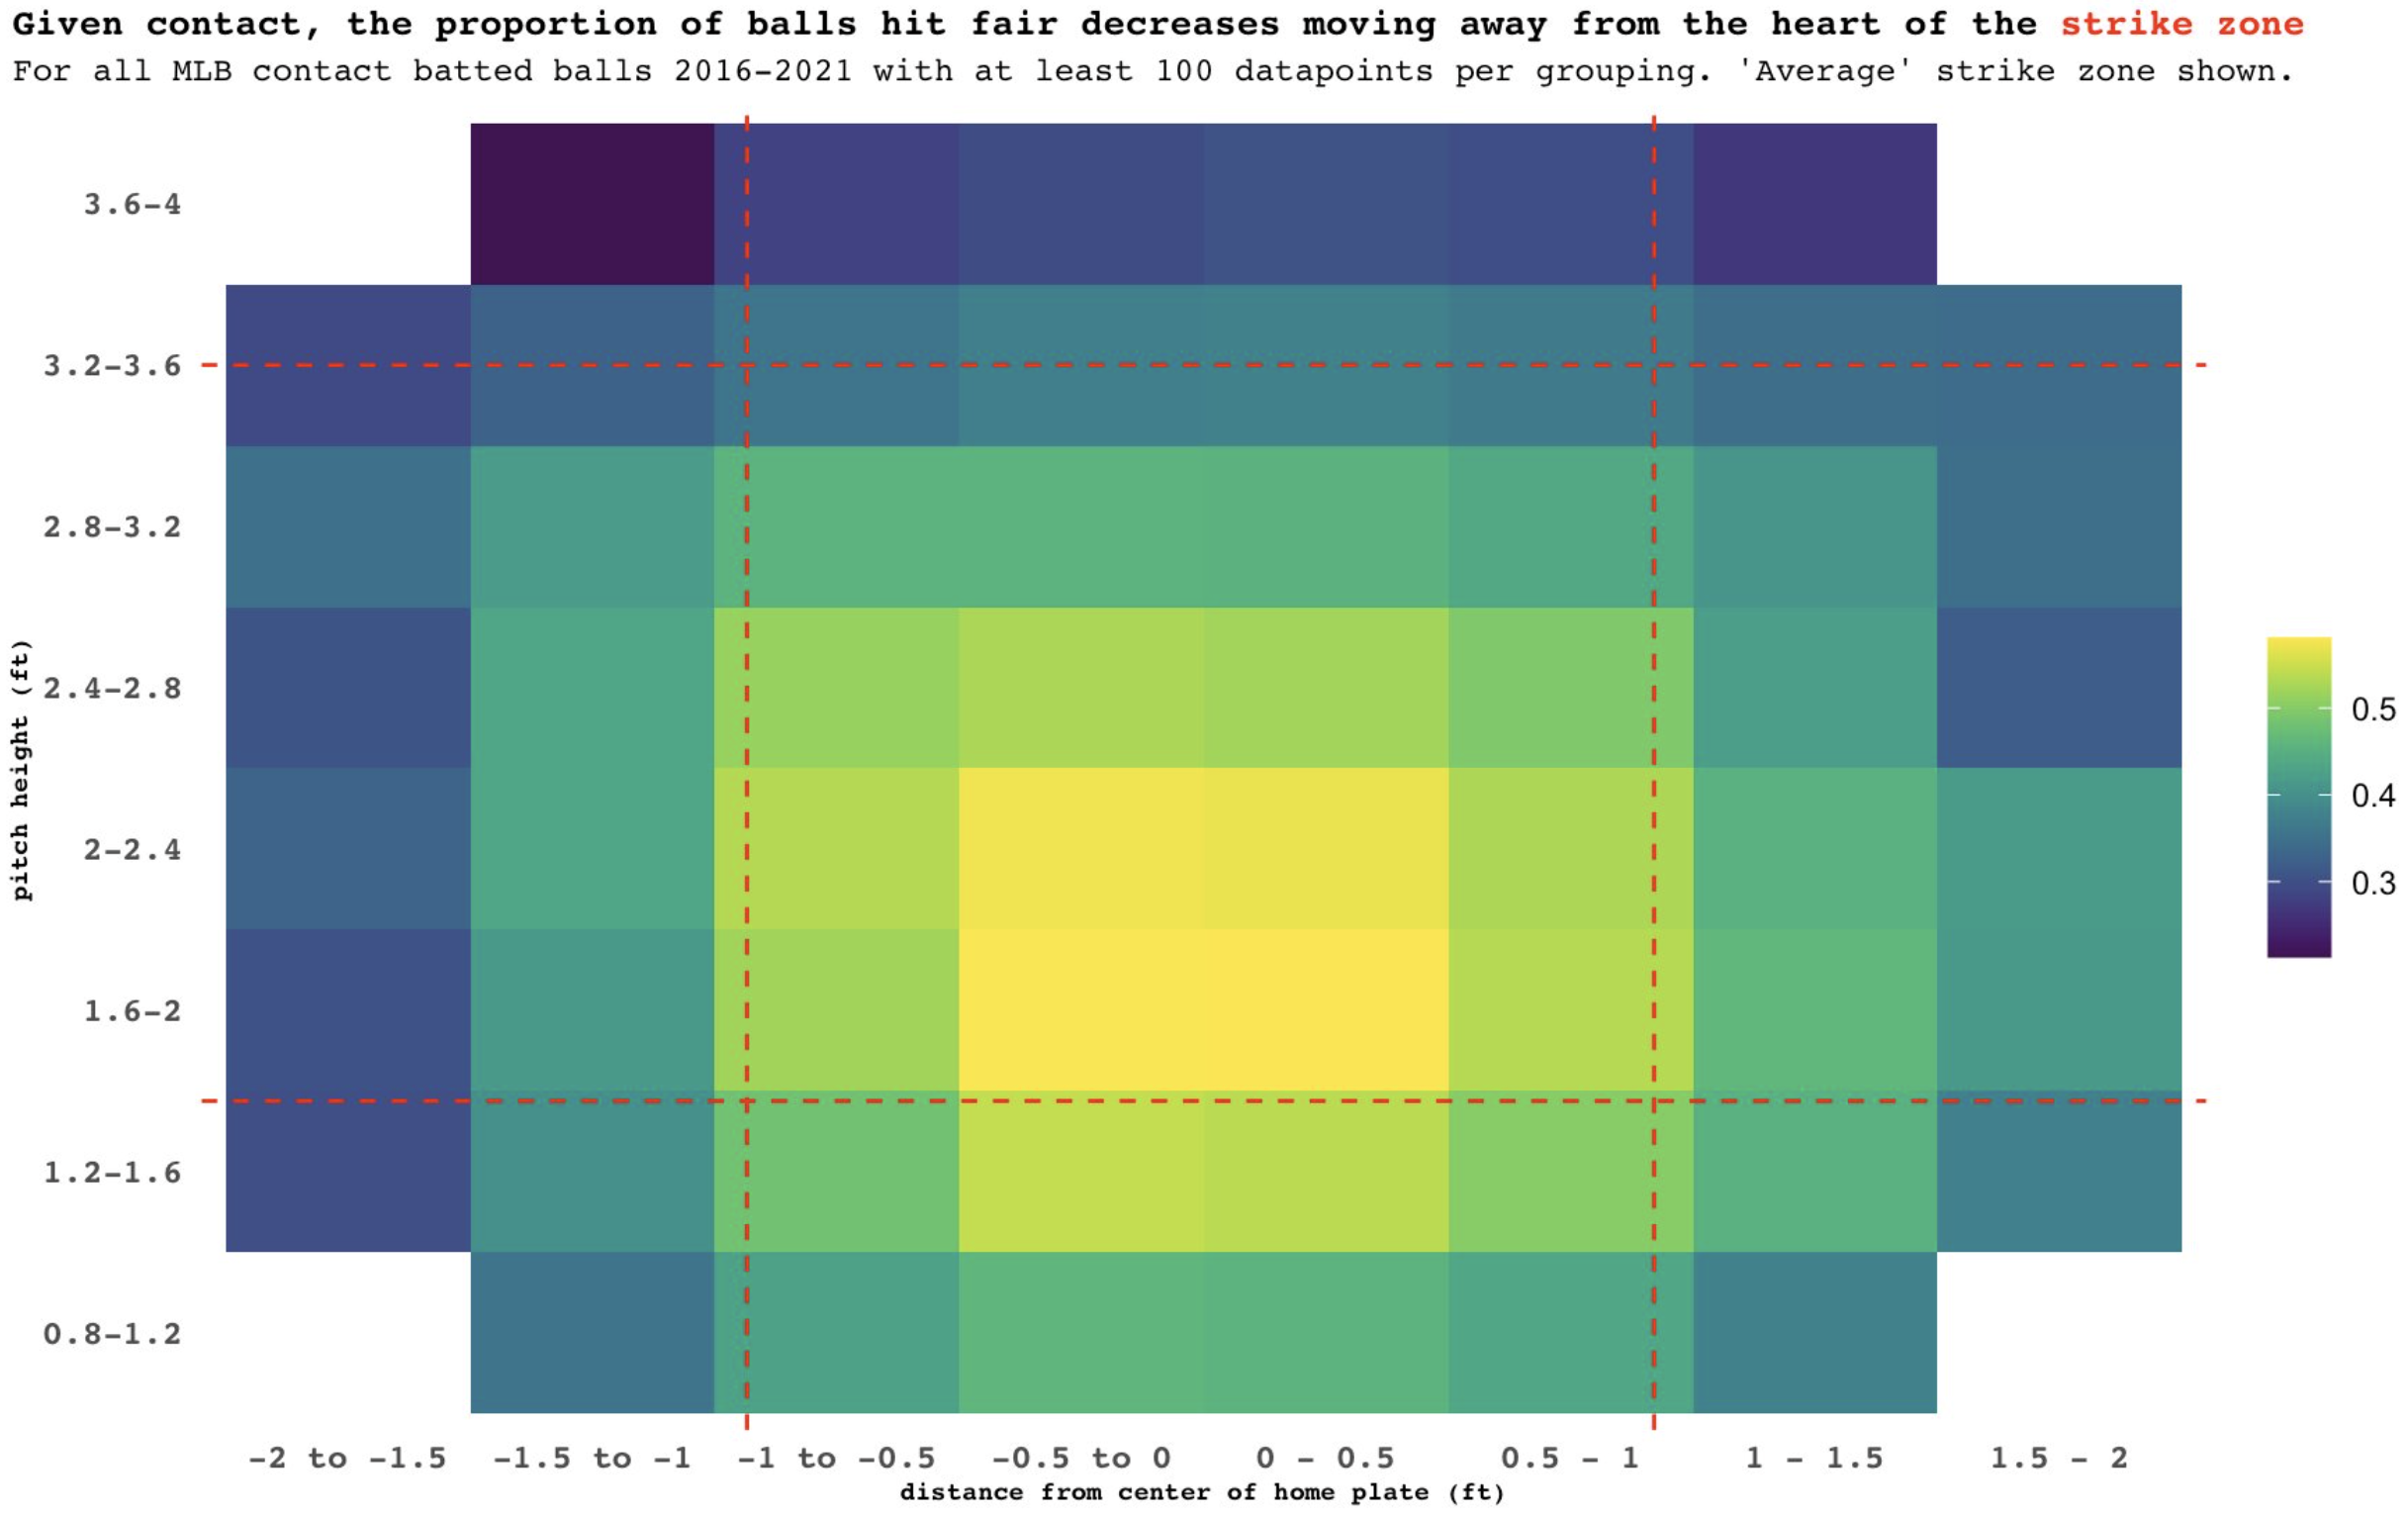 Given contact, the proportion of balls hit fair decreases moving away from the heart of the strike zone
For all MLB contact batted balls 2016-2021 with at least 100 datapoints per grouping. 'Average' strike zone shown.
3.6-4
3.2-3.6
2.8-3.2
2.4-2.8
2-2.4
1.6-2
1.2-1.6
0.8-1.2
pitch height (ft)
0.5
0.4
0.3
-2 to -1.5 -1.5 to -1 -1 to -0.5 -0.5 to 0 0 - 0.5 0.5 - 1 1 - 1.5 1.5 - 2
distance from center of home plate (ft)